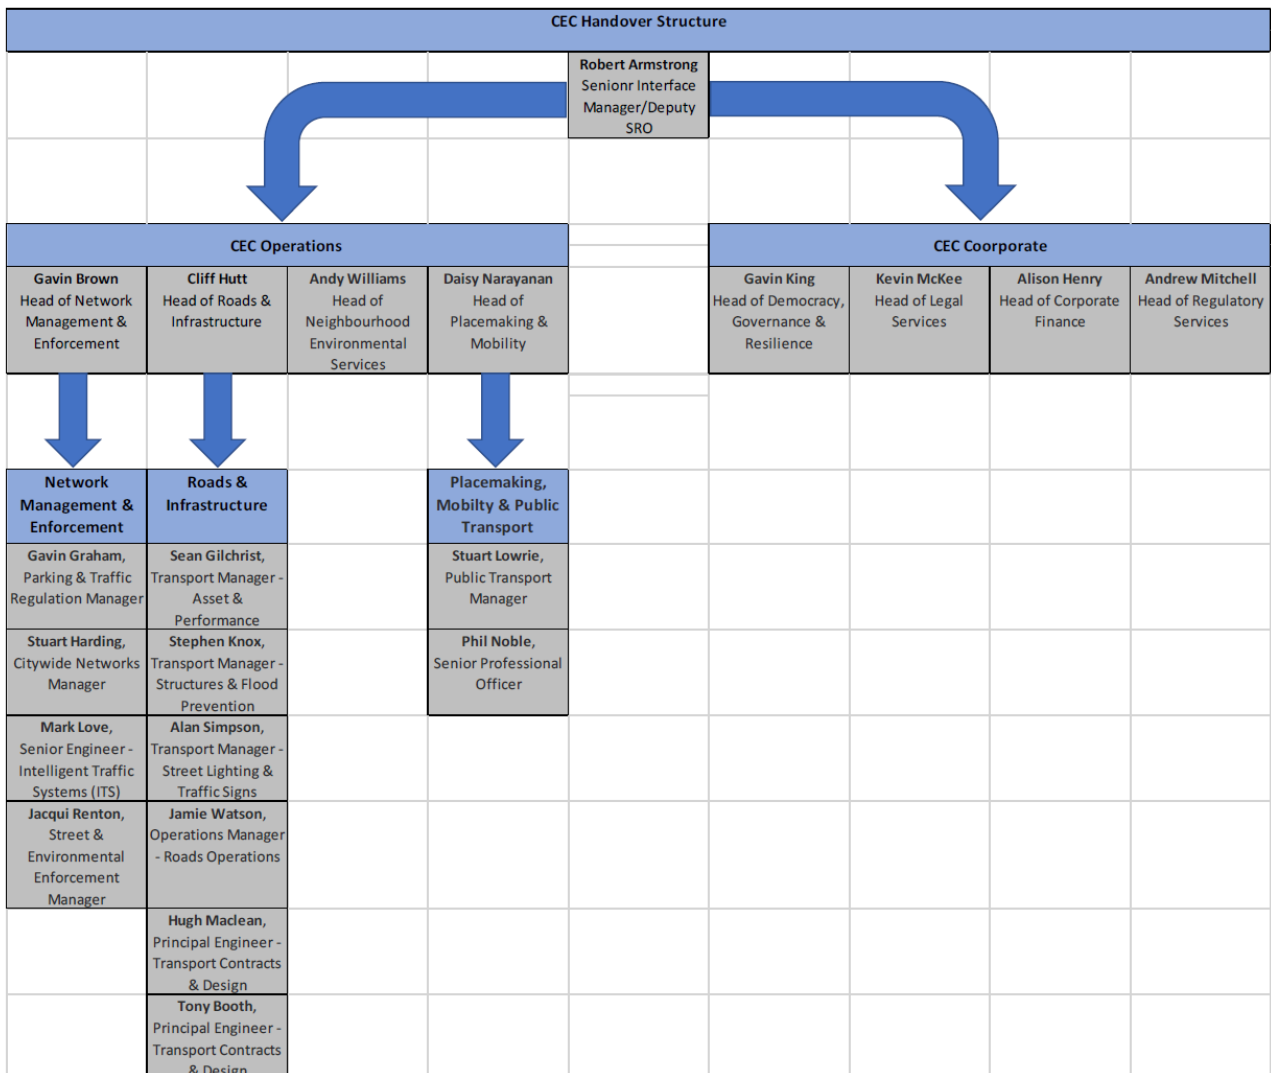 CEC Handover Structure
Robert Armstrong
Senionr Interface
Manager/Deputy
SRO
CEC Operations
CEC Coorporate
Gavin Brown
Head of Network
Management &
Enforcement
Cliff Hutt
Head of Roads &
Infrastructure
Andy Williams
Head of
Neighbourhood
Environmental
Services
Daisy Narayanan
Head of
Placemaking &
Mobility
Gavin King
Head of Democracy,
Governance &
Resilience
Kevin McKee
Head of Legal
Services
Alison Henry
Head of Corporate
Finance
Andrew Mitchell
Head of Regulatory
Services
Network
Management &
Enforcement
Roads &
Infrastructure
Placemaking,
Mobilty & Public
Transport
Gavin Graham,
Parking & Traffic
Regulation Manager
Sean Gilchrist,
Transport Manager -
Asset &
Performance
Stuart Lowrie,
Public Transport
Manager
Stuart Harding,
Citywide Networks
Manager
Stephen Knox,
Transport Manager -
Structures & Flood
Prevention
Phil Noble,
Senior Professional
Officer
Mark Love,
Senior Engineer -
Intelligent Traffic
Systems (ITS)
Alan Simpson,
Transport Manager -
Street Lighting &
Traffic Signs
Jacqui Renton,
Street &
Environmental
Enforcement
Manager
Jamie Watson,
Operations Manager
- Roads Operations
Hugh Maclean,
Principal Engineer -
Transport Contracts
& Design
Tony Booth,
Principal Engineer -
Transport Contracts
& Design